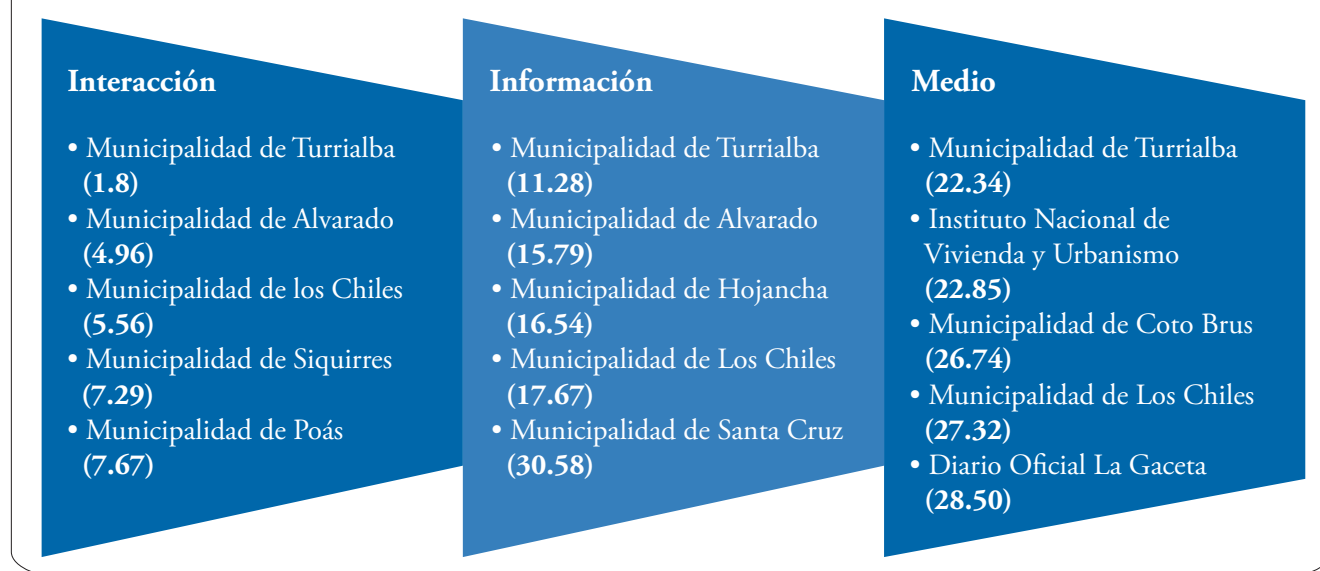 Interacción
• Municipalidad de Turrialba
(1.8)
• Municipalidad de Alvarado
(4.96)
• Municipalidad de los Chiles
(5.56)
• Municipalidad de Siquirres
(7.29)
• Municipalidad de Poás
(7.67)
Información
• Municipalidad de Turrialba
(11.28)
• Municipalidad de Alvarado
(15.79)
• Municipalidad de Hojancha
(16.54)
• Municipalidad de Los Chiles
(17.67)
• Municipalidad de Santa Cruz
(30.58)
Medio
• Municipalidad de Turrialba
(22.34)
• Instituto Nacional de
Vivienda y Urbanismo
(22.85)
• Municipalidad de Coto Brus
(26.74)
• Municipalidad de Los Chiles
(27.32)
• Diario Oficial La Gaceta
(28.50)